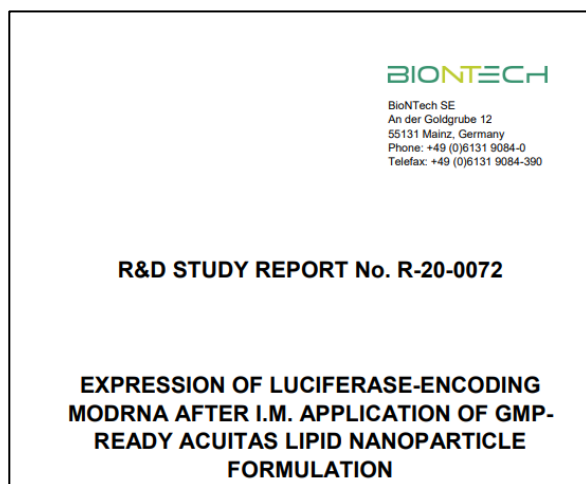 BIONTECH
BioNTech SE
An der Goldgrube 12
55131 Mainz, Germany
Phone: +49 (0)6131 9084-0
Telefax: +49 (0)6131 9084-390
R&D STUDY REPORT No. R-20-0072
EXPRESSION OF LUCIFERASE-ENCODING
MODRNA AFTER I.M. APPLICATION OF GMP-
READY ACUITAS LIPID NANOPARTICLE
FORMULATION